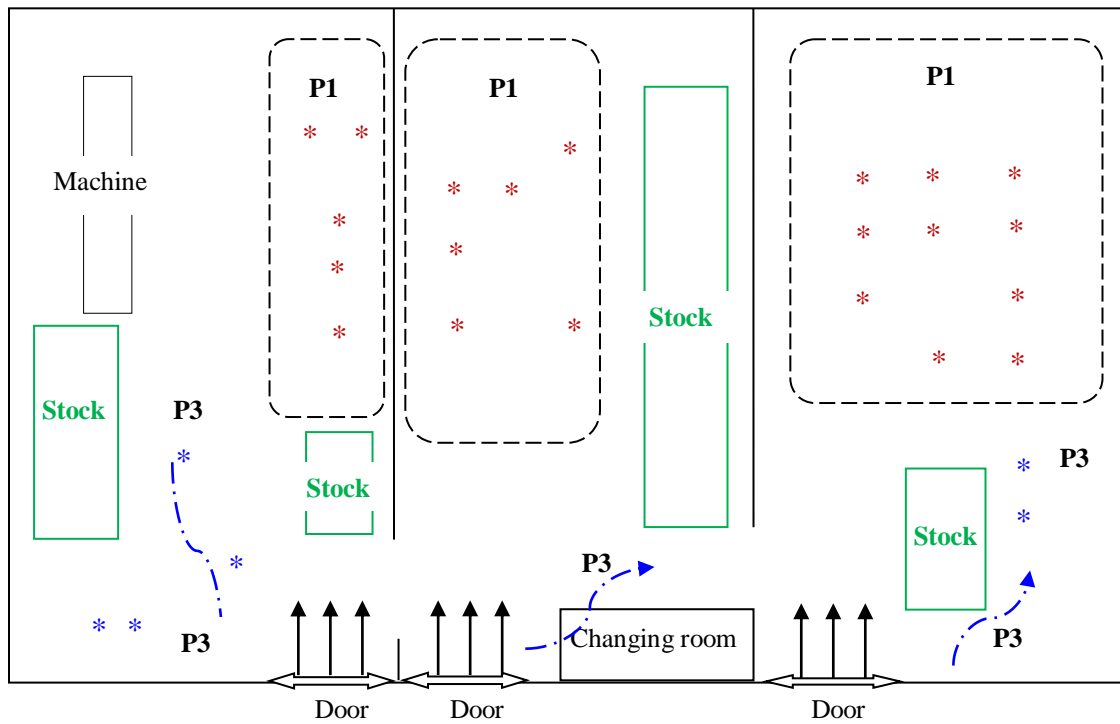 P1
P1
P1
Machine
Stock
Stock
P3
Stock
P3
Stock
P3
Stock
P3
Changing room
P3
Door
Door
Door